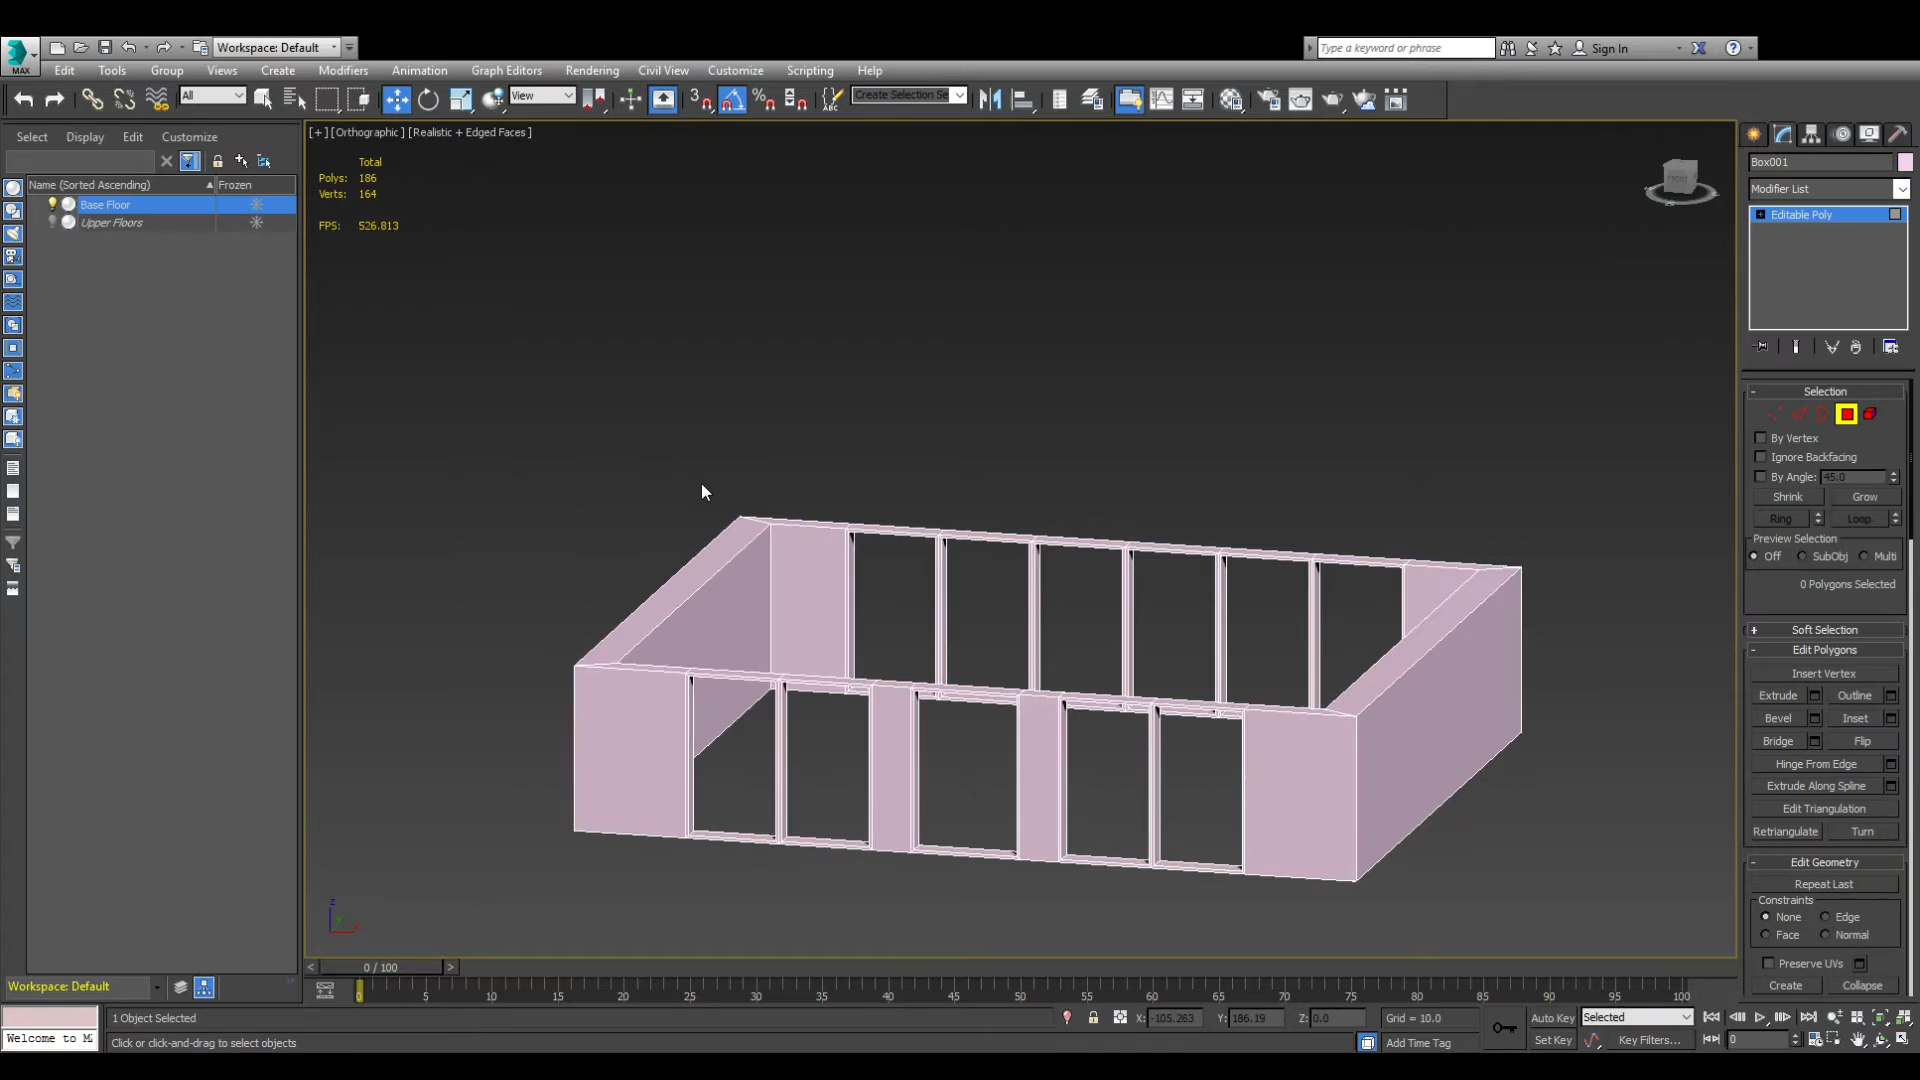 Workspace: Default
Type a keyword or phrase
Sign In
MAX
Edit Tools Group Views Create Modifiers Animation Graph Editors Rendering Civil View Customize Scripting Help
All
View
3
ABC
Create Selection Se
Select Display Edit Customize
Name (Sorted Ascending) Frozen
Base Floor
Upper Floors
[+] [Orthographic] [Realistic + Edged Faces]
Total
Polys: 186
Verts: 164
FPS: 526.813
FRONT
Box001
Modifier List
Editable Poly
Selection
By Vertex
Ignore Backfacing
By Angle: 45.0
Shrink Grow
Ring Loop
Preview Selection
Off SubObj Multi
0 Polygons Selected
Soft Selection
Edit Polygons
Insert Vertex
Extrude Outline
Bevel Inset
Bridge Flip
Hinge From Edge
Extrude Along Spline
Edit Triangulation
Retriangulate Turn
Edit Geometry
Repeat Last
Constraints
None Edge
Face Normal
Preserve UVs
Create Collapse
z
0 / 100
Workspace: Default
0 5 10 15 20 25 30 35 40 45 50 55 60 65 70 75 80 85 90 95 100
1 Object Selected
X: -105.263 Y: 186.19 Z: 0.0 Grid = 10.0
Auto Key Selected
Welcome to M
Click or click-and-drag to select objects
Add Time Tag
Set Key Key Filters...
0